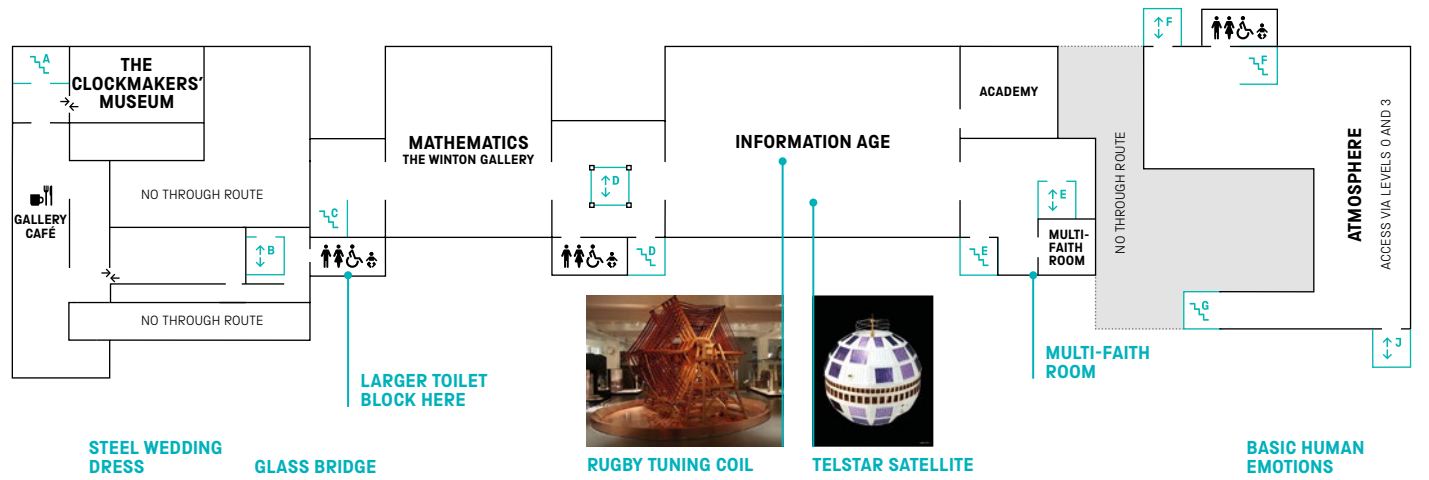 A
THE
CLOCKMAKERS'
MUSEUM
GALLERY
CAFÉ
NO THROUGH ROUTE
B
NO THROUGH ROUTE
C
MATHEMATICS
THE WINTON GALLERY
D
D
INFORMATION AGE
ACADEMY
E
E
MULTI-
FAITH
ROOM
NO THROUGH ROUTE
F
F
G
ATMOSPHERE
ACCESS VIA LEVELS 0 AND 3
J
LARGER TOILET
BLOCK HERE
MULTI-FAITH
ROOM
STEEL WEDDING
DRESS
GLASS BRIDGE
RUGBY TUNING COIL
TELSTAR SATELLITE
BASIC HUMAN
EMOTIONS